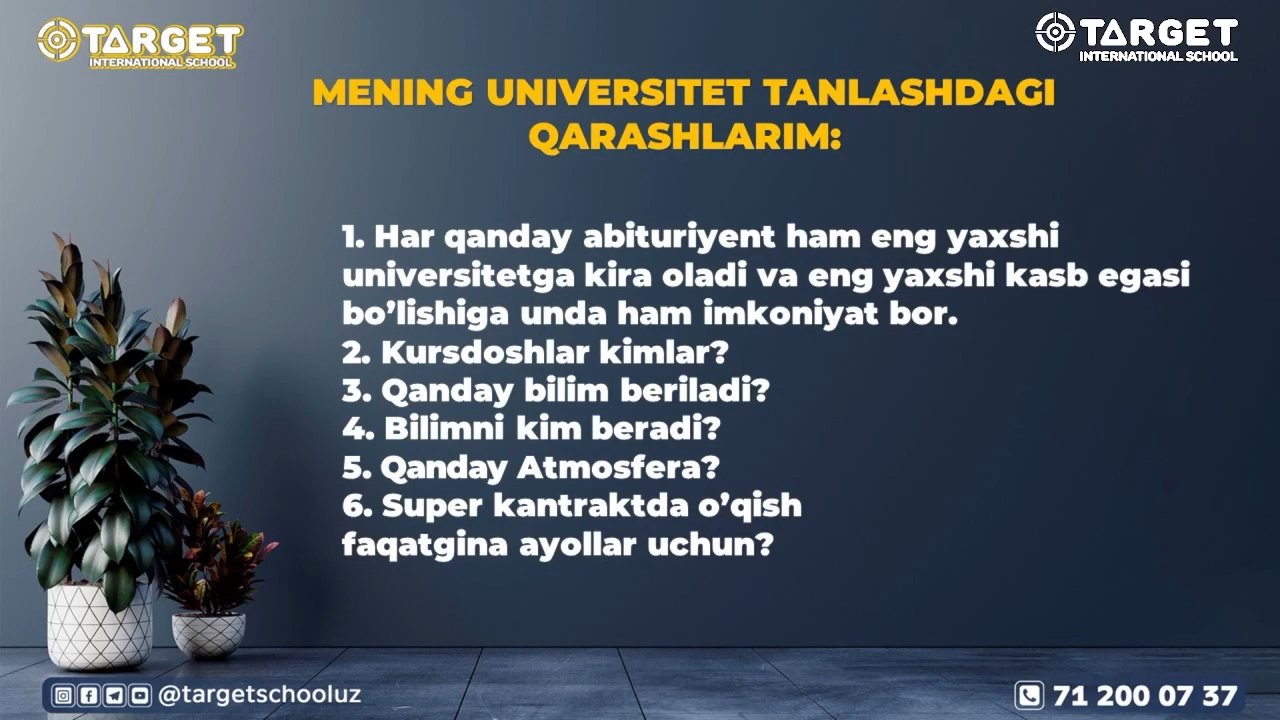 TARGET
INTERNATIONAL SCHOOL
TARGET
INTERNATIONAL SCHOOL
MENING UNIVERSITET TANLASHDAGI
QARASHLARIM:
1. Har qanday abituriyent ham eng yaxshi
universitetga kira oladi va eng yaxshi kasb egasi
bo’lishiga unda ham imkoniyat bor.
2. Kursdoshlar kimlar?
3. Qanday bilim beriladi?
4. Bilimni kim beradi?
5. Qanday Atmosfera?
6. Super kantraktda o’qish
faqatgina ayollar uchun?
@targetschooluz
71 200 07 37